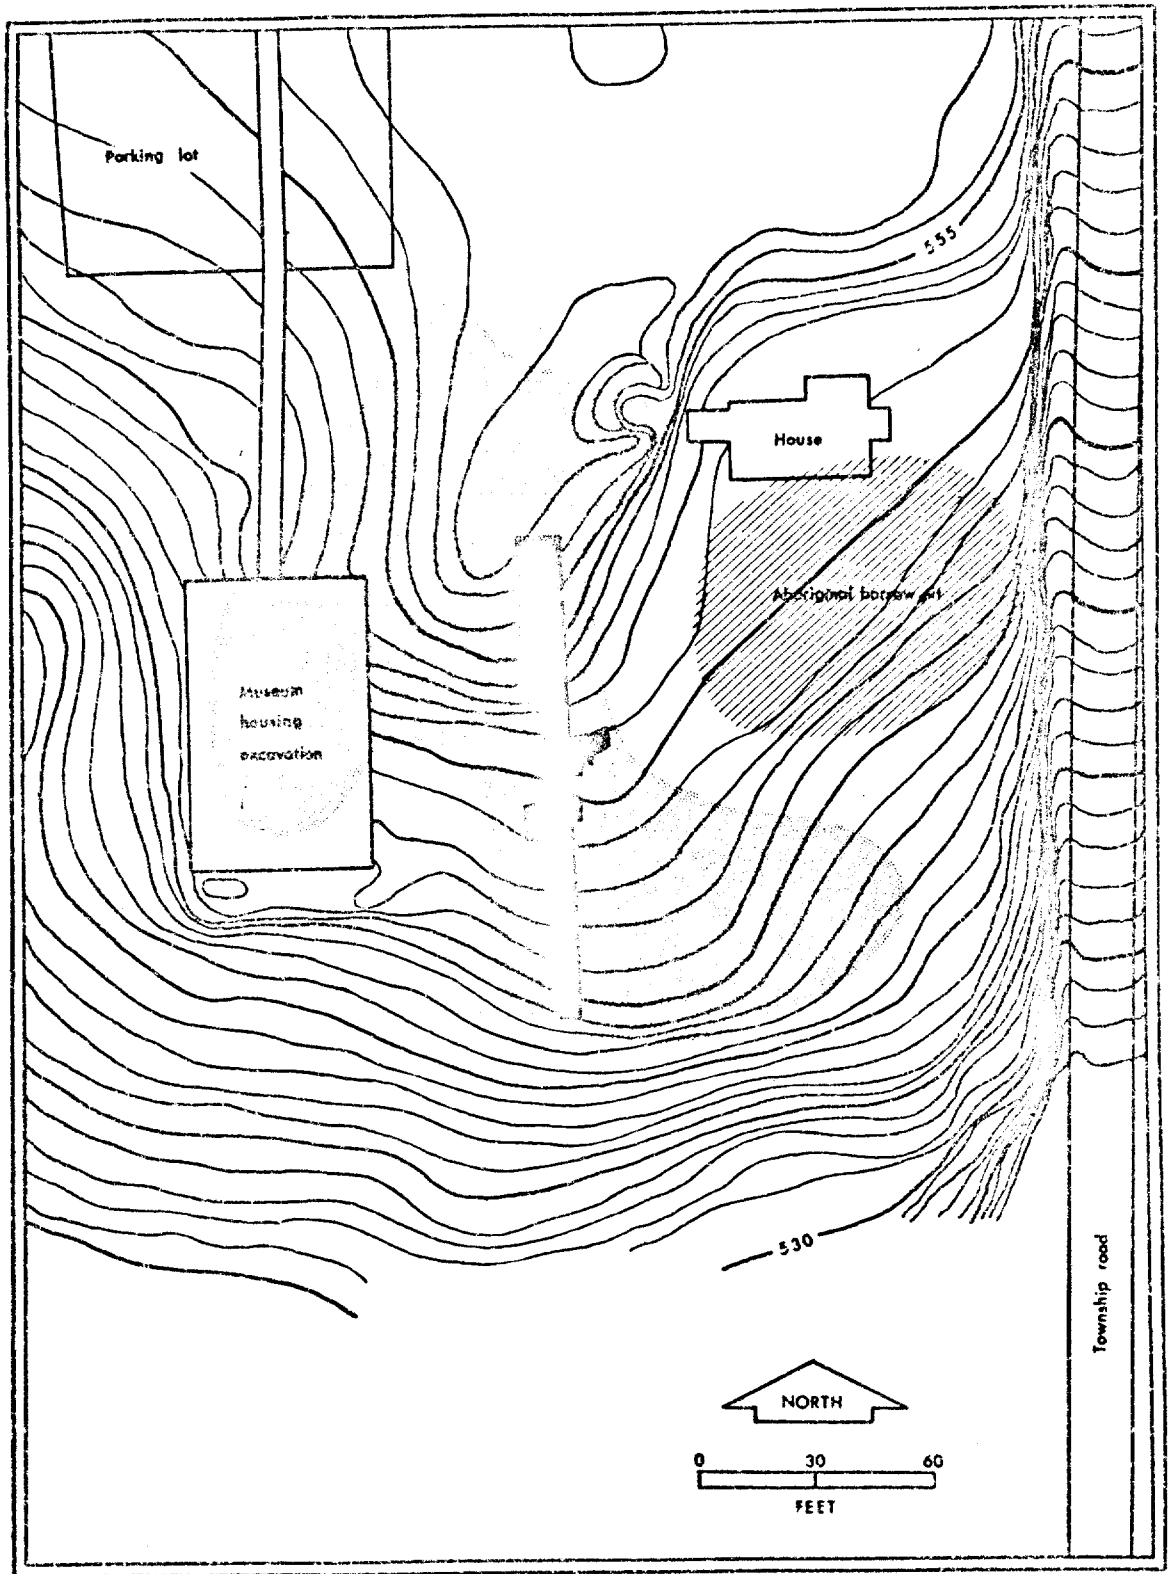 Parking lot
555
House
Aboriginal borrow pit
Museum
housing
excavation
530
Township road
NORTH
0 30 60
FEET